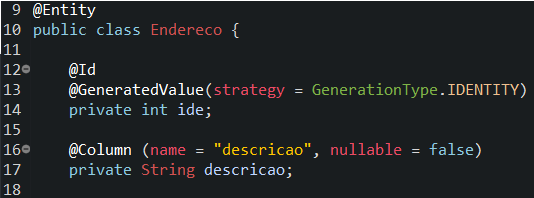 9 @Entity
10 public class Endereco {
11
12 @Id
13 @GeneratedValue(strategy = GenerationType.IDENTITY)
14 private int ide;
15
16 @Column (name = "descricao", nullable = false)
17 private String descricao;
18